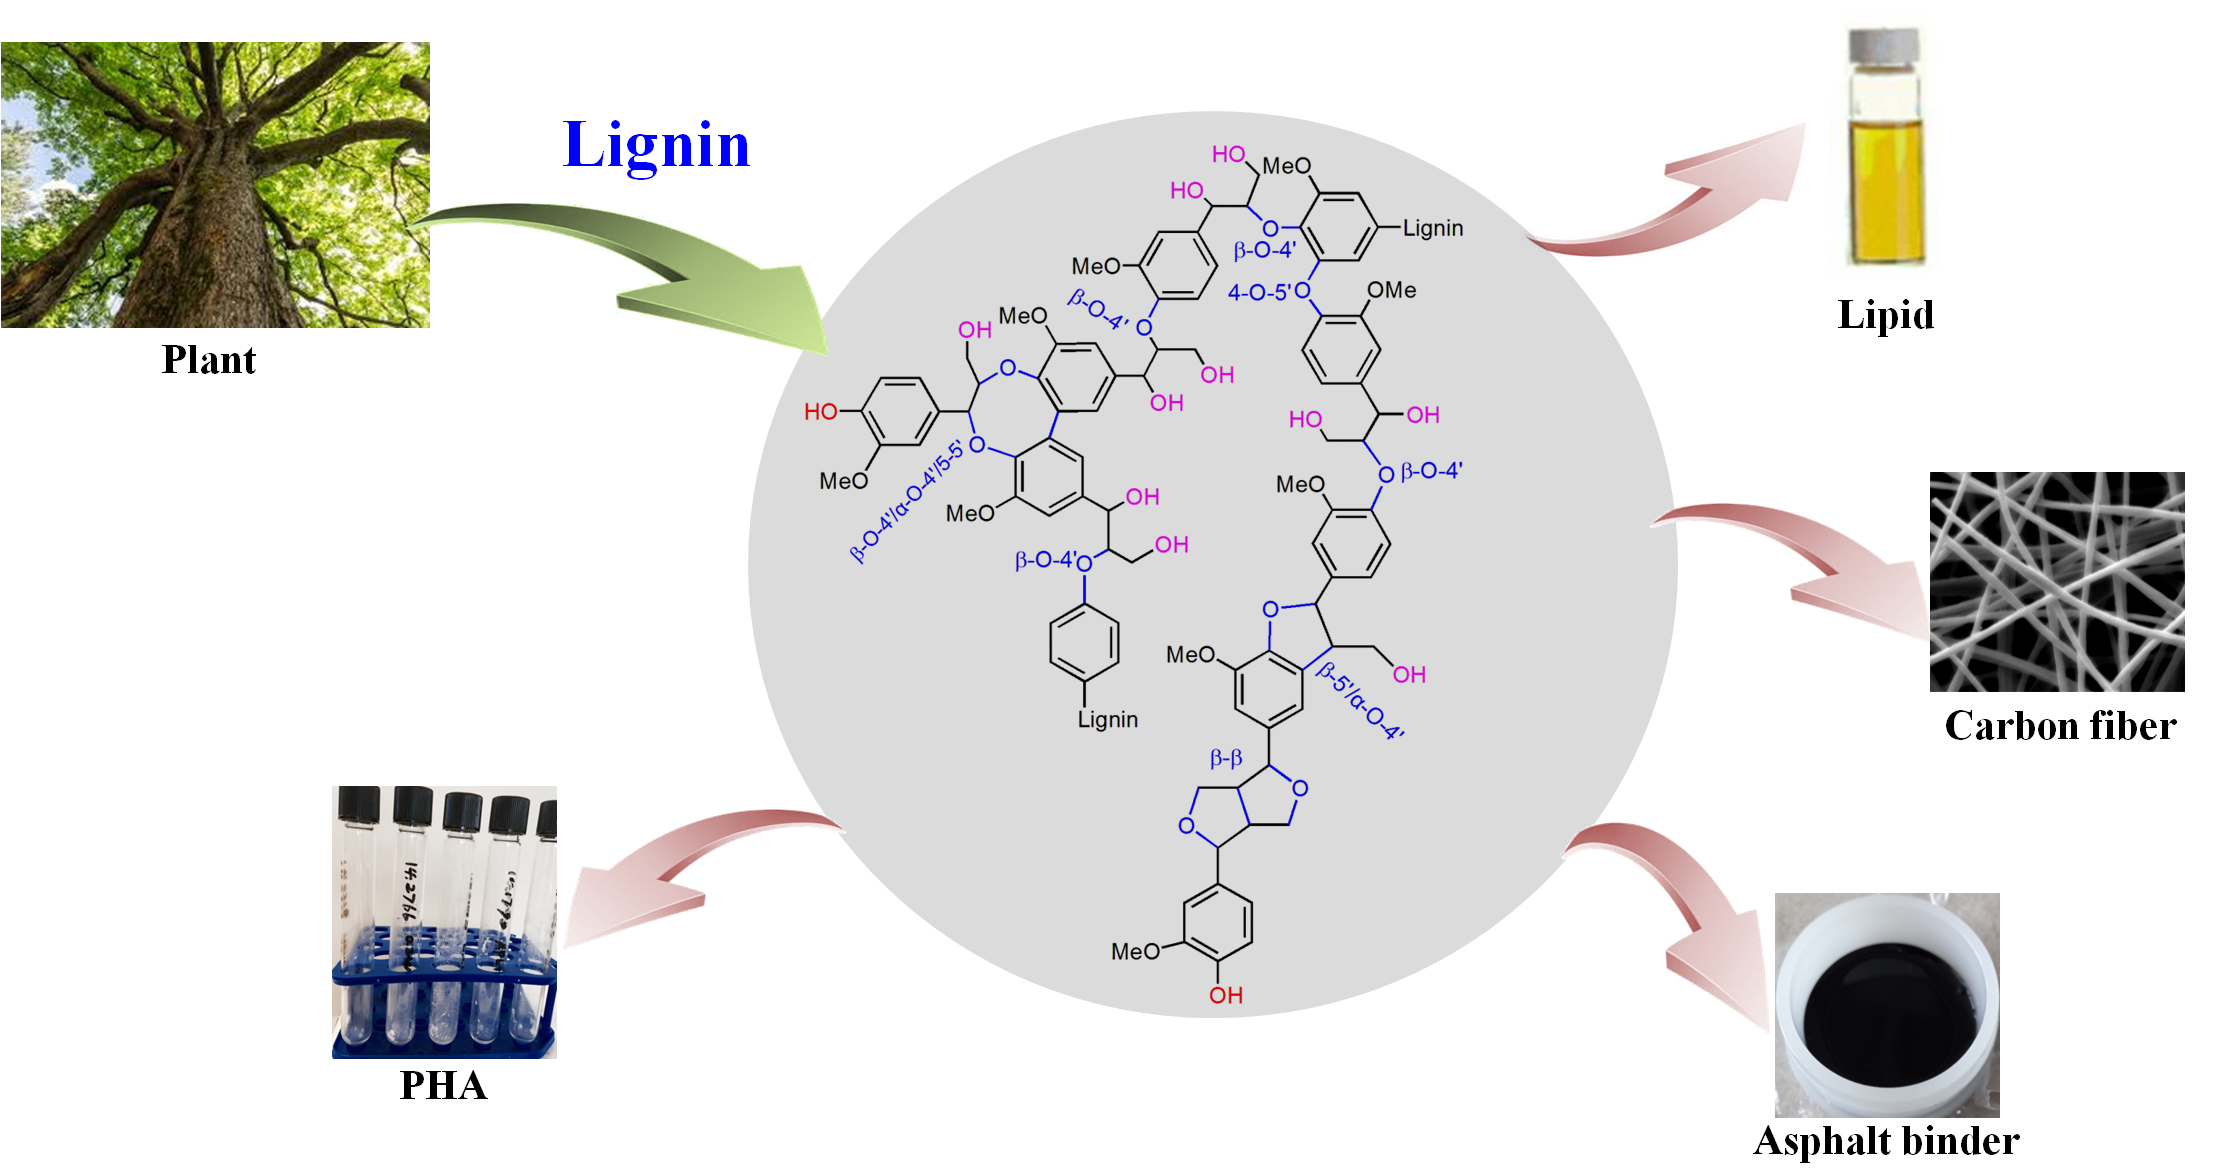 Lignin
Plant
Lipid
Carbon fiber
PHA
Asphalt binder
HO
MeO
HO
Lignin
O
β-O-4'
MeO
4-O-5'
O
OMe
β-O-4'
O
MeO
OH
O
OH
OH
HO
HO
OH
O
β-O-4'/α-O-4'/5-5'
MeO
O
β-O-4'
MeO
MeO
OH
OH
β-O-4'
O
O
MeO
OH
β-5'/α-O-4'
Lignin
β-β
O
O
MeO
OH